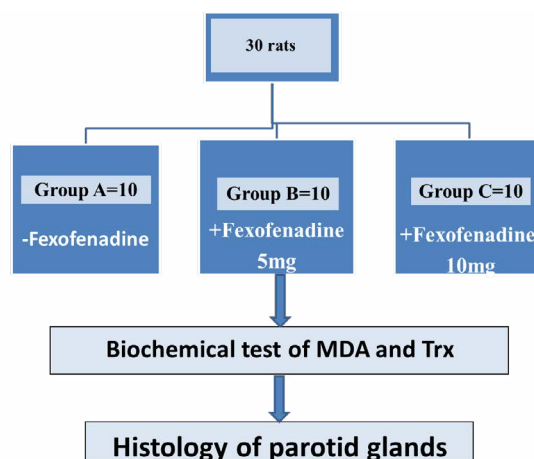 30 rats
Group A=10
-Fexofenadine
Group B=10
+Fexofenadine
5mg
Group C=10
+Fexofenadine
10mg
Biochemical test of MDA and Trx
Histology of parotid glands